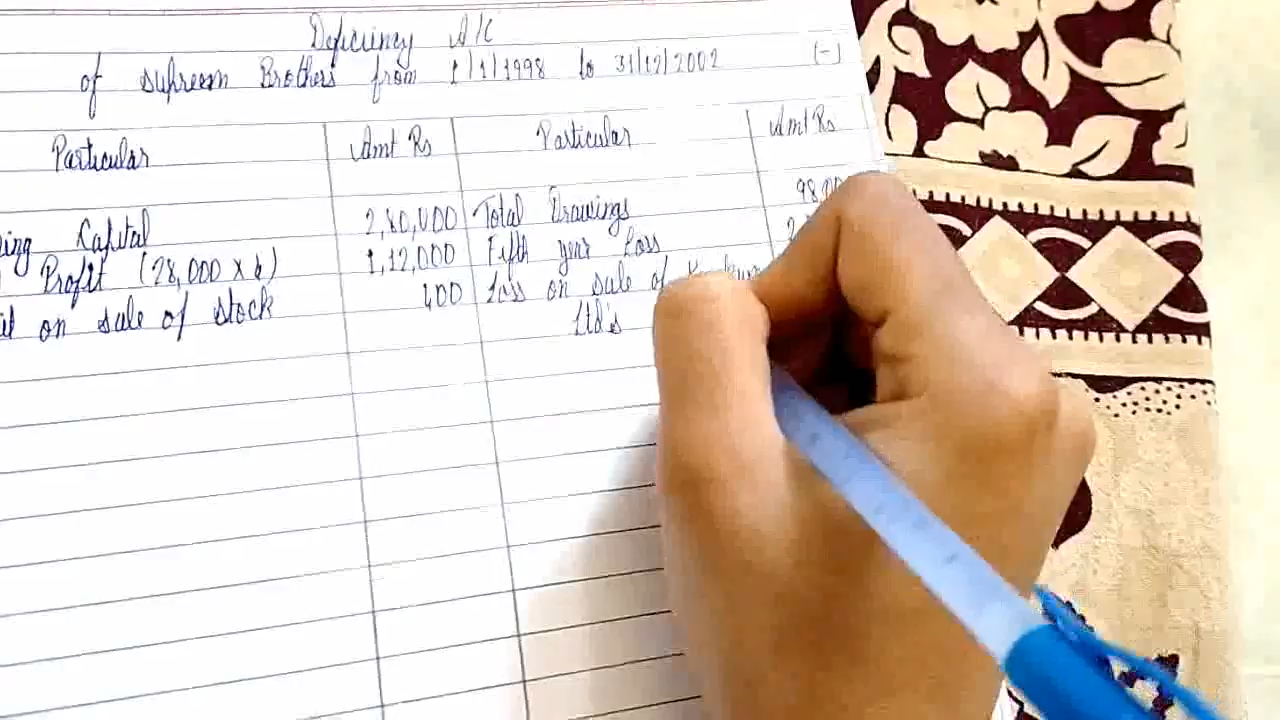 Deficiency A/C
of supreem Brothers from 1/1/1998 to 31/12/2002 (-)
Particular Amt Rs Particular Amt Rs
Capital 2,80,000 Total Drawings
Profit (28,000 x 4) 1,12,000 Fifth year Loss
on sale of stock 400 Loss on sale of
Ltd's